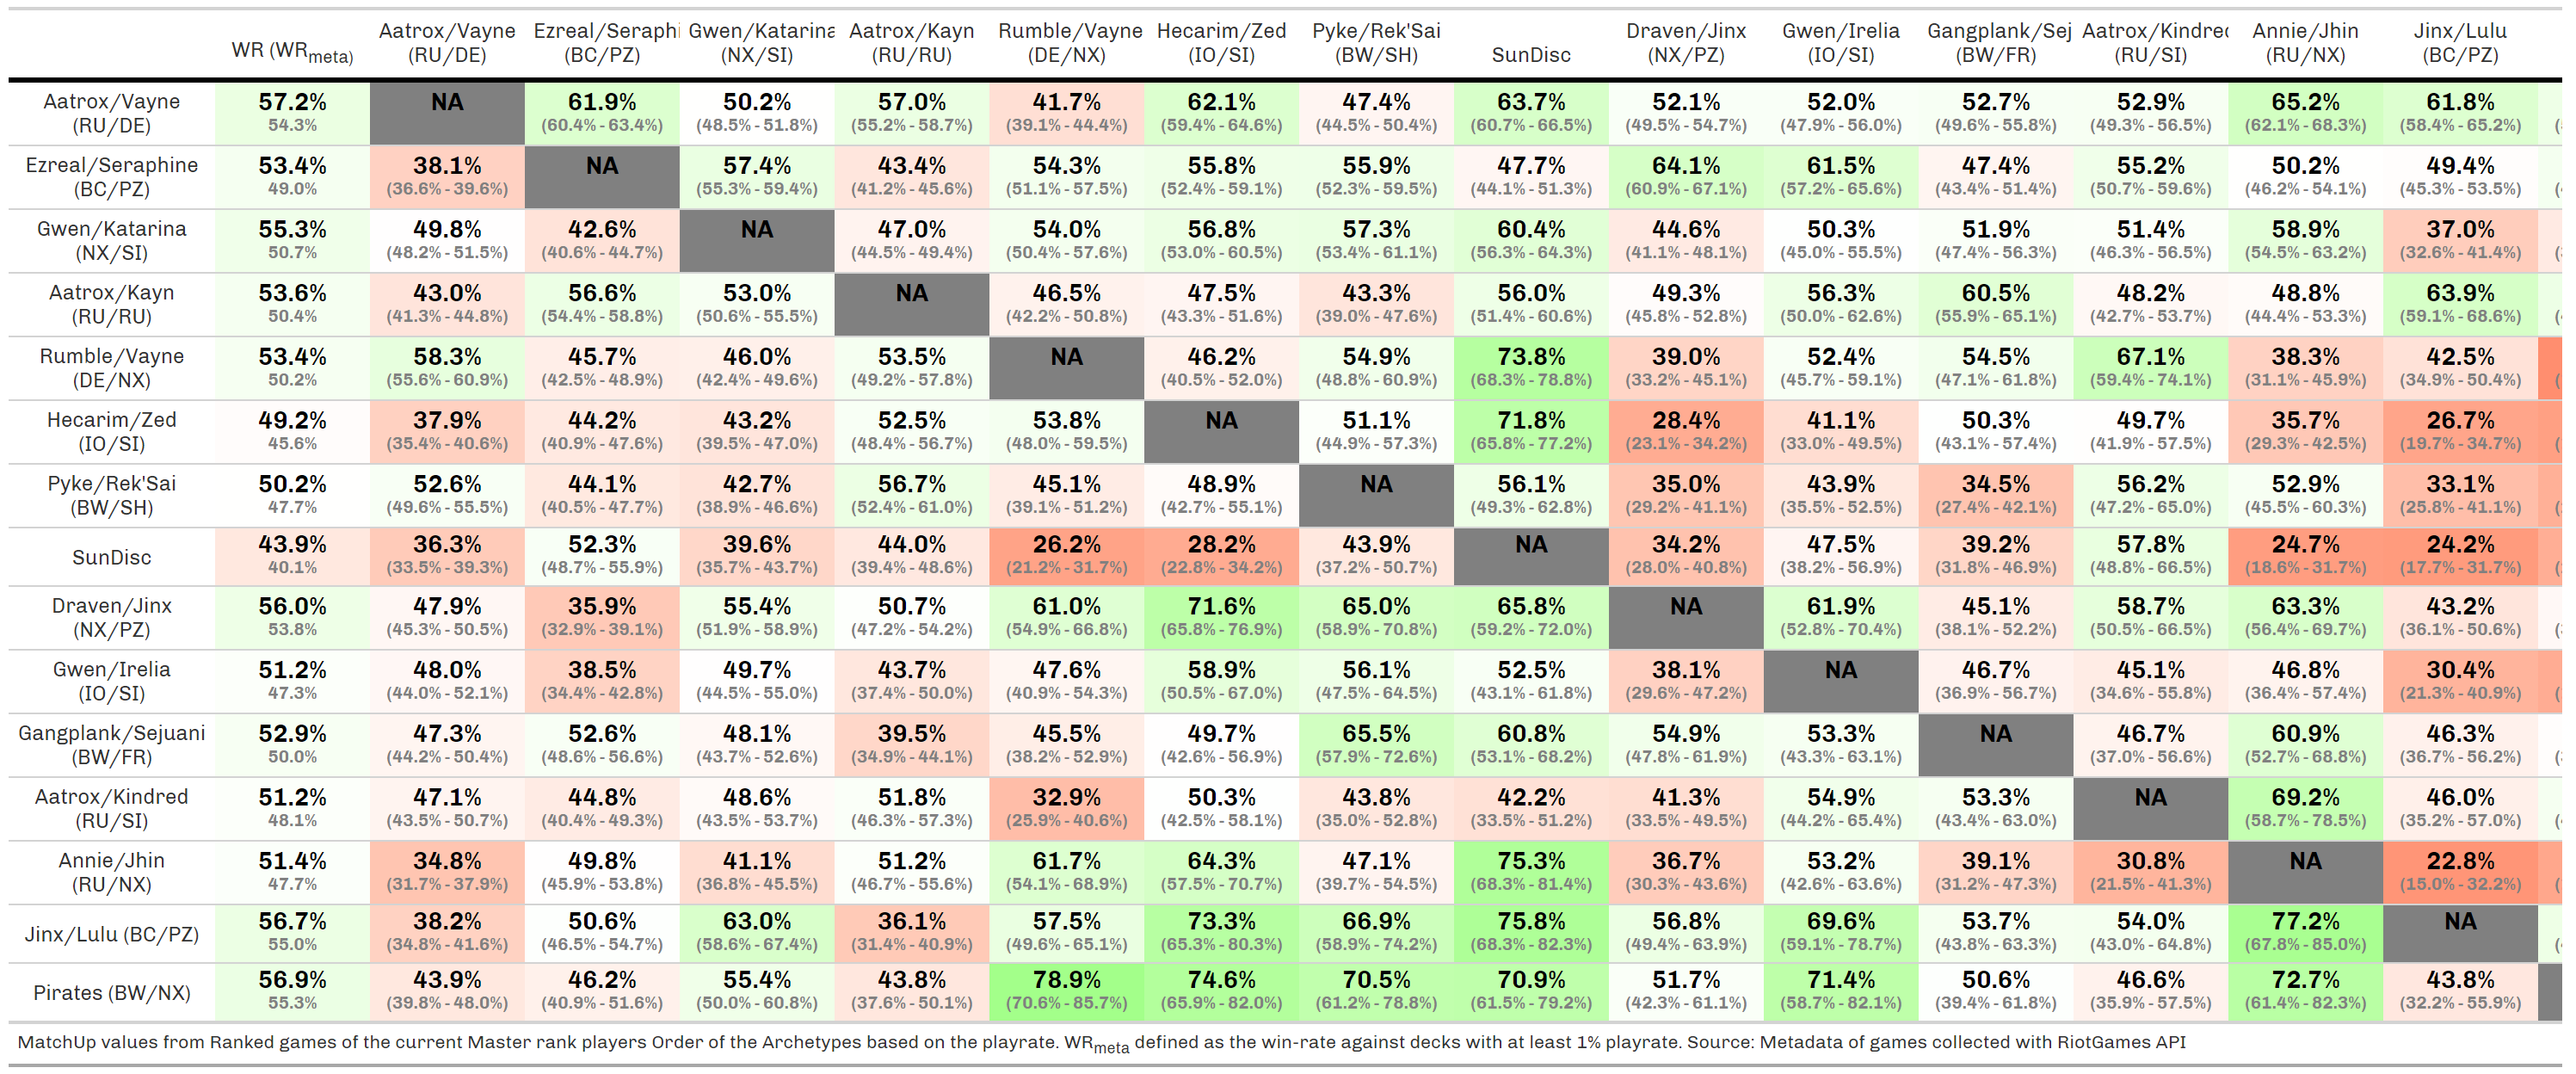 WR (WRmeta) Aatrox/Vayne (RU/DE) Ezreal/Seraphi (BC/PZ) Gwen/Katarina (NX/SI) Aatrox/Kayn (RU/RU) Rumble/Vayne (DE/NX) Hecarim/Zed (IO/SI) Pyke/Rek'Sai (BW/SH) SunDisc Draven/Jinx (NX/PZ) Gwen/Irelia (IO/SI) Gangplank/Sej (BW/FR) Aatrox/Kindred (RU/SI) Annie/Jhin (RU/NX) Jinx/Lulu (BC/PZ)
Aatrox/Vayne 57.2% NA 61.9% 50.2% 57.0% 41.7% 62.1% 47.4% 63.7% 52.1% 52.0% 52.7% 52.9% 65.2% 61.8%
(RU/DE) 54.3% (60.4% - 63.4%) (48.5% - 51.8%) (55.2% - 58.7%) (39.1% - 44.4%) (59.4% - 64.6%) (44.5% - 50.4%) (60.7% - 66.5%) (49.5% - 54.7%) (47.9% - 56.0%) (49.6% - 55.8%) (49.3% - 56.5%) (62.1% - 68.3%) (58.4% - 65.2%)
Ezreal/Seraphine 53.4% 38.1% NA 57.4% 43.4% 54.3% 55.8% 55.9% 47.7% 64.1% 61.5% 47.4% 55.2% 50.2% 49.4%
(BC/PZ) 49.0% (36.6% - 39.6%) (55.3% - 59.4%) (41.2% - 45.6%) (51.1% - 57.5%) (52.4% - 59.1%) (52.3% - 59.5%) (44.1% - 51.3%) (60.9% - 67.1%) (57.2% - 65.6%) (43.4% - 51.4%) (50.7% - 59.6%) (46.2% - 54.1%) (45.3% - 53.5%)
Gwen/Katarina 55.3% 49.8% 42.6% NA 47.0% 54.0% 56.8% 57.3% 60.4% 44.6% 50.3% 51.9% 51.4% 58.9% 37.0%
(NX/SI) 50.7% (48.2% - 51.5%) (40.6% - 44.7%) (44.5% - 49.4%) (50.4% - 57.6%) (53.0% - 60.5%) (53.4% - 61.1%) (56.3% - 64.3%) (41.1% - 48.1%) (45.0% - 55.5%) (47.4% - 56.3%) (46.3% - 56.5%) (54.5% - 63.2%) (32.6% - 41.4%)
Aatrox/Kayn 53.6% 43.0% 56.6% 53.0% NA 46.5% 47.5% 43.3% 56.0% 49.3% 56.3% 60.5% 48.2% 48.8% 63.9%
(RU/RU) 50.4% (41.3% - 44.8%) (54.4% - 58.8%) (50.6% - 55.5%) (42.2% - 50.8%) (43.3% - 51.6%) (39.0% - 47.6%) (51.4% - 60.6%) (45.8% - 52.8%) (50.0% - 62.6%) (55.9% - 65.1%) (42.7% - 53.7%) (44.4% - 53.3%) (59.1% - 68.6%)
Rumble/Vayne 53.4% 58.3% 45.7% 46.0% 53.5% NA 46.2% 54.9% 73.8% 39.0% 52.4% 54.5% 67.1% 38.3% 42.5%
(DE/NX) 50.2% (55.6% - 60.9%) (42.5% - 48.9%) (42.4% - 49.6%) (49.2% - 57.8%) (40.5% - 52.0%) (48.8% - 60.9%) (68.3% - 78.8%) (33.2% - 45.1%) (45.7% - 59.1%) (47.1% - 61.8%) (59.4% - 74.1%) (31.1% - 45.9%) (34.9% - 50.4%)
Hecarim/Zed 49.2% 37.9% 44.2% 43.2% 52.5% 53.8% NA 51.1% 71.8% 28.4% 41.1% 50.3% 49.7% 35.7% 26.7%
(IO/SI) 45.6% (35.4% - 40.6%) (40.9% - 47.6%) (39.5% - 47.0%) (48.4% - 56.7%) (48.0% - 59.5%) (44.9% - 57.3%) (65.8% - 77.2%) (23.1% - 34.2%) (33.0% - 49.5%) (43.1% - 57.4%) (41.9% - 57.5%) (29.3% - 42.5%) (19.7% - 34.7%)
Pyke/Rek'Sai 50.2% 52.6% 44.1% 42.7% 56.7% 45.1% 48.9% NA 56.1% 35.0% 43.9% 34.5% 56.2% 52.9% 33.1%
(BW/SH) 47.7% (49.6% - 55.5%) (40.5% - 47.7%) (38.9% - 46.6%) (52.4% - 61.0%) (39.1% - 51.2%) (42.7% - 55.1%) (49.3% - 62.8%) (29.2% - 41.1%) (35.5% - 52.5%) (27.4% - 42.1%) (47.2% - 65.0%) (45.5% - 60.3%) (25.8% - 41.1%)
SunDisc 43.9% 36.3% 52.3% 39.6% 44.0% 26.2% 28.2% 43.9% NA 34.2% 47.5% 39.2% 57.8% 24.7% 24.2%
40.1% (33.5% - 39.3%) (48.7% - 55.9%) (35.7% - 43.7%) (39.4% - 48.6%) (21.2% - 31.7%) (22.8% - 34.2%) (37.2% - 50.7%) (28.0% - 40.8%) (38.2% - 56.9%) (31.8% - 46.9%) (48.8% - 66.5%) (18.6% - 31.7%) (17.7% - 31.7%)
Draven/Jinx 56.0% 47.9% 35.9% 55.4% 50.7% 61.0% 71.6% 65.0% 65.8% NA 61.9% 45.1% 58.7% 63.3% 43.2%
(NX/PZ) 53.8% (45.3% - 50.5%) (32.9% - 39.1%) (51.9% - 58.9%) (47.2% - 54.2%) (54.9% - 66.8%) (65.8% - 76.9%) (58.9% - 70.8%) (59.2% - 72.0%) (52.8% - 70.4%) (38.1% - 52.2%) (50.5% - 66.5%) (56.4% - 69.7%) (36.1% - 50.6%)
Gwen/Irelia 51.2% 48.0% 38.5% 49.7% 43.7% 47.6% 58.9% 56.1% 52.5% 38.1% NA 46.7% 45.1% 46.8% 30.4%
(IO/SI) 47.3% (44.0% - 52.1%) (34.4% - 42.8%) (44.5% - 55.0%) (37.4% - 50.0%) (40.9% - 54.3%) (50.5% - 67.0%) (47.5% - 64.5%) (43.1% - 61.8%) (29.6% - 47.2%) (36.9% - 56.7%) (34.6% - 55.8%) (36.4% - 57.4%) (21.3% - 40.9%)
Gangplank/Sejuani 52.9% 47.3% 52.6% 48.1% 39.5% 45.5% 49.7% 65.5% 60.8% 54.9% 53.3% NA 46.7% 60.9% 46.3%
(BW/FR) 50.0% (44.2% - 50.4%) (48.6% - 56.6%) (43.7% - 52.6%) (34.9% - 44.1%) (38.2% - 52.9%) (42.6% - 56.9%) (57.9% - 72.6%) (53.1% - 68.2%) (47.8% - 61.9%) (43.3% - 63.1%) (37.0% - 56.6%) (52.7% - 68.8%) (36.7% - 56.2%)
Aatrox/Kindred 51.2% 47.1% 44.8% 48.6% 51.8% 32.9% 50.3% 43.8% 42.2% 41.3% 54.9% 53.3% NA 69.2% 46.0%
(RU/SI) 48.1% (43.5% - 50.7%) (40.4% - 49.3%) (43.5% - 53.7%) (46.3% - 57.3%) (25.9% - 40.6%) (42.5% - 58.1%) (35.0% - 52.8%) (33.5% - 51.2%) (33.5% - 49.5%) (44.2% - 65.4%) (43.4% - 63.0%) (58.7% - 78.5%) (35.2% - 57.0%)
Annie/Jhin 51.4% 34.8% 49.8% 41.1% 51.2% 61.7% 64.3% 47.1% 75.3% 36.7% 53.2% 39.1% 30.8% NA 22.8%
(RU/NX) 47.7% (31.7% - 37.9%) (45.9% - 53.8%) (36.8% - 45.5%) (46.7% - 55.6%) (54.1% - 68.9%) (57.5% - 70.7%) (39.7% - 54.5%) (68.3% - 81.4%) (30.3% - 43.6%) (42.6% - 63.6%) (31.2% - 47.3%) (21.5% - 41.3%) (15.0% - 32.2%)
Jinx/Lulu (BC/PZ) 56.7% 38.2% 50.6% 63.0% 36.1% 57.5% 73.3% 66.9% 75.8% 56.8% 69.6% 53.7% 54.0% 77.2% NA
55.0% (34.8% - 41.6%) (46.5% - 54.7%) (58.6% - 67.4%) (31.4% - 40.9%) (49.6% - 65.1%) (65.3% - 80.3%) (58.9% - 74.2%) (68.3% - 82.3%) (49.4% - 63.9%) (59.1% - 78.7%) (43.8% - 63.3%) (43.0% - 64.8%) (67.8% - 85.0%)
Pirates (BW/NX) 56.9% 43.9% 46.2% 55.4% 43.8% 78.9% 74.6% 70.5% 70.9% 51.7% 71.4% 50.6% 46.6% 72.7% 43.8%
55.3% (39.8% - 48.0%) (40.9% - 51.6%) (50.0% - 60.8%) (37.6% - 50.1%) (70.6% - 85.7%) (65.9% - 82.0%) (61.2% - 78.8%) (61.5% - 79.2%) (42.3% - 61.1%) (58.7% - 82.1%) (39.4% - 61.8%) (35.9% - 57.5%) (61.4% - 82.3%) (32.2% - 55.9%)
MatchUp values from Ranked games of the current Master rank players Order of the Archetypes based on the playrate. WRmeta defined as the win-rate against decks with at least 1% playrate. Source: Metadata of games collected with RiotGames API